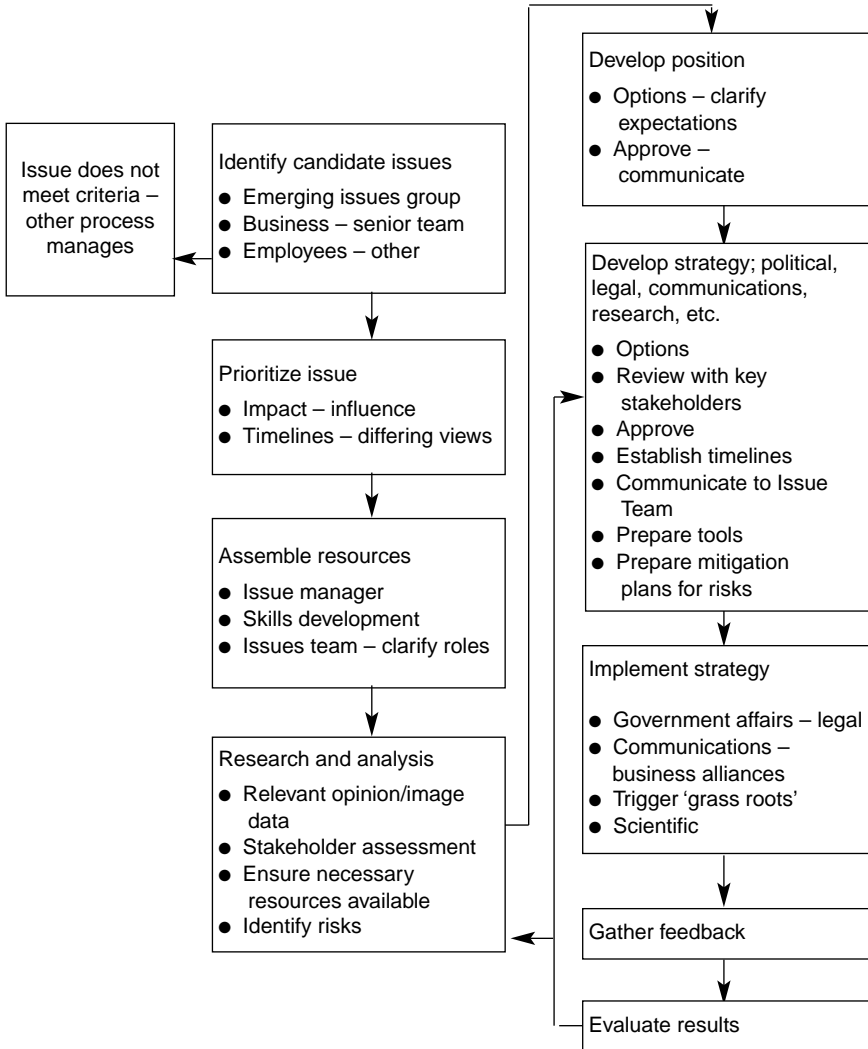 Issue does not
meet criteria –
other process
manages
Identify candidate issues
● Emerging issues group
● Business – senior team
● Employees – other
Prioritize issue
● Impact – influence
● Timelines – differing views
Assemble resources
● Issue manager
● Skills development
● Issues team – clarify roles
Research and analysis
● Relevant opinion/image
data
● Stakeholder assessment
● Ensure necessary
resources available
● Identify risks
Develop position
● Options – clarify
expectations
● Approve –
communicate
Develop strategy; political,
legal, communications,
research, etc.
● Options
● Review with key
stakeholders
● Approve
● Establish timelines
● Communicate to Issue
Team
● Prepare tools
● Prepare mitigation
plans for risks
Implement strategy
● Government affairs – legal
● Communications –
business alliances
● Trigger ‘grass roots’
● Scientific
Gather feedback
Evaluate results